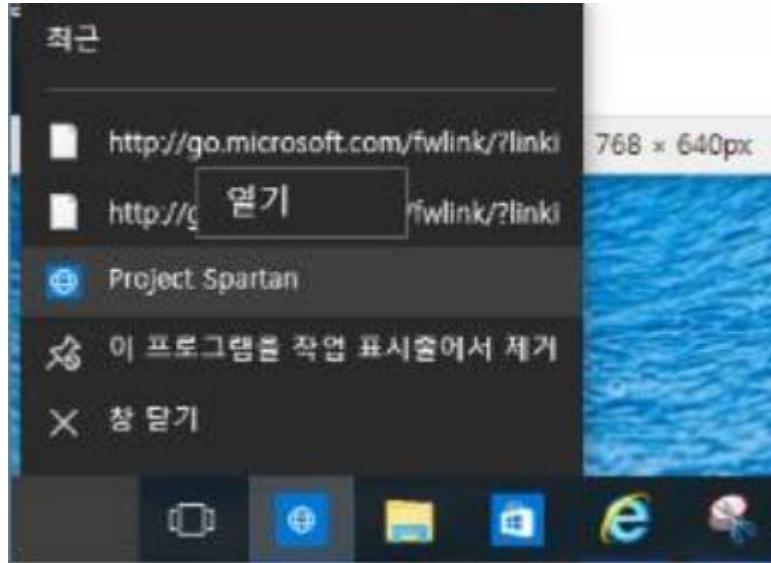 최근
http://go.microsoft.com/fwlink/?linki
768 × 640px
http://g
열기
fwlink/?linki
Project Spartan
이 프로그램을 작업 표시줄에서 제거
창 닫기